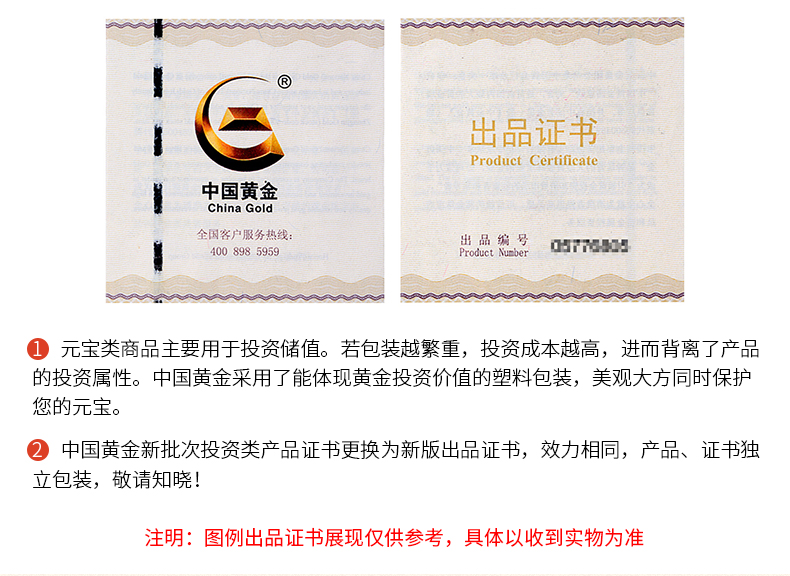 ®
中国黄金
China Gold
全国客户服务热线：
400 898 5959
出品证书
Product Certificate
出品编号
Product Number
1 元宝类商品主要用于投资储值。若包装越繁重，投资成本越高，进而背离了产品
的投资属性。中国黄金采用了能体现黄金投资价值的塑料包装，美观大方同时保护
您的元宝。
2 中国黄金新批次投资类产品证书更换为新版出品证书，效力相同，产品、证书独
立包装，敬请知晓！
注明：图例出品证书展现仅供参考，具体以收到实物为准